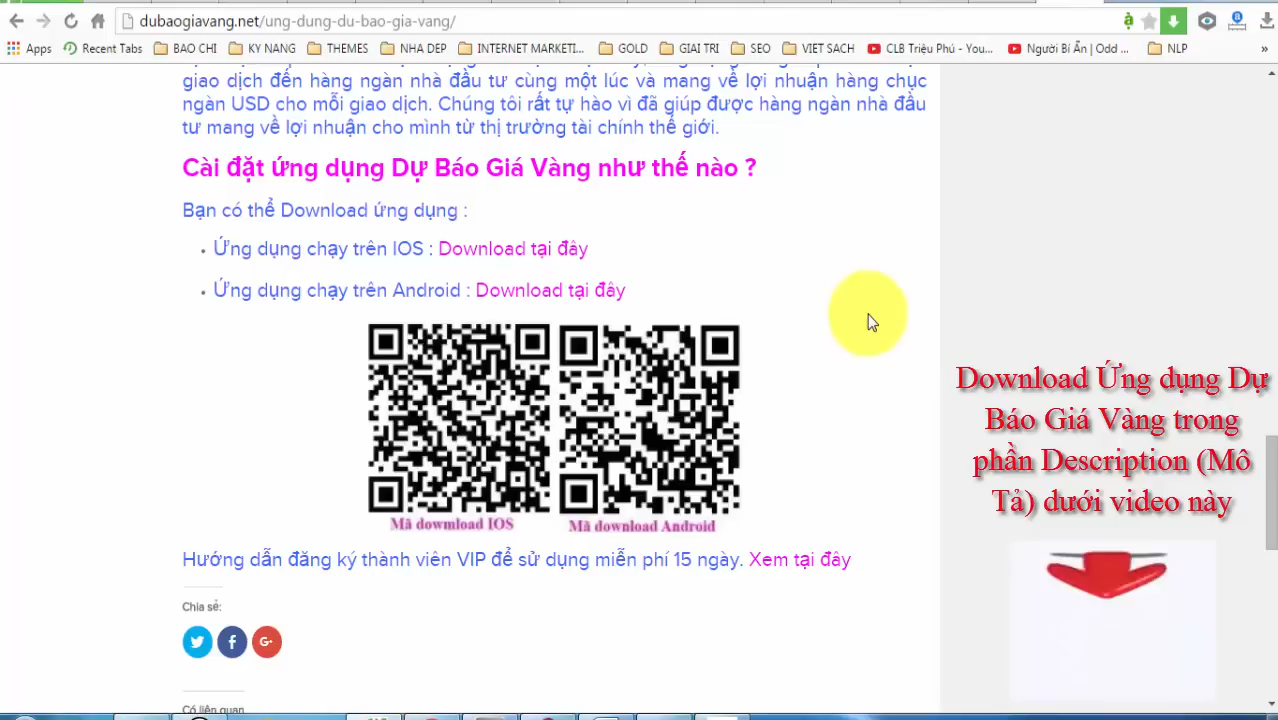 dubaogiavang.net/ung-dung-du-bao-gia-vang/
Apps Recent Tabs BAO CHI KY NANG THEMES NHA DEP INTERNET MARKETI... GOLD GIAI TRI SEO VIET SACH CLB Triệu Phú - You... Người Bí Ẩn | Odd ... NLP »
giao dịch đến hàng ngàn nhà đầu tư cùng một lúc và mang về lợi nhuận hàng chục
ngàn USD cho mỗi giao dịch. Chúng tôi rất tự hào vì đã giúp được hàng ngàn nhà đầu
tư mang về lợi nhuận cho mình từ thị trường tài chính thế giới.
Cài đặt ứng dụng Dự Báo Giá Vàng như thế nào ?
Bạn có thể Download ứng dụng :
• Ứng dụng chạy trên IOS : Download tại đây
• Ứng dụng chạy trên Android : Download tại đây
Mã dowmload IOS
Mã download Android
Hướng dẫn đăng ký thành viên VIP để sử dụng miễn phí 15 ngày. Xem tại đây
Chia sẻ:
G+
Có liên quan
Download Ứng dụng Dự
Báo Giá Vàng trong
phần Description (Mô
Tả) dưới video này